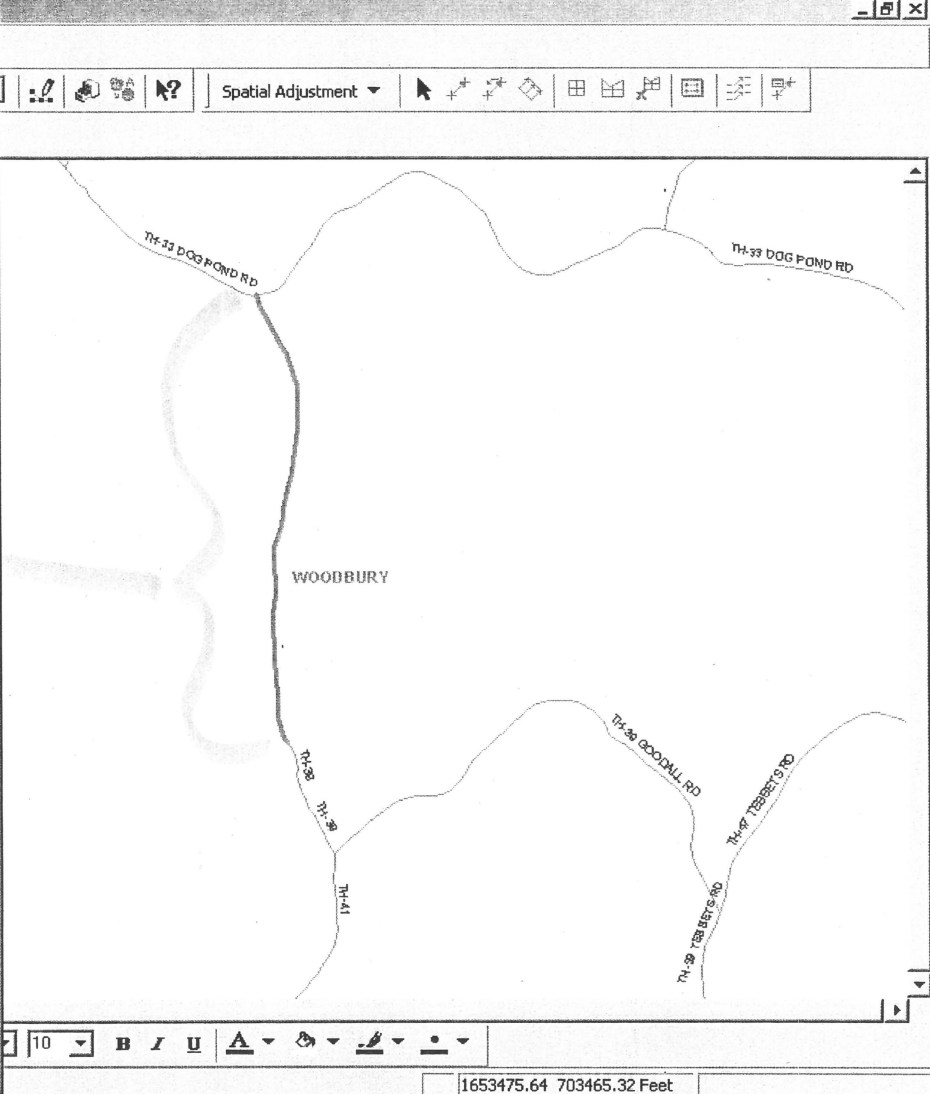 Spatial Adjustment
TH-33 DOG POND RD
TH-33 DOG POND RD
WOODBURY
TH-39 GOODALL RD
TH-47 TEBBETS RD
TH-39
TH-39
TH-41
TH-39 TEBBETS RD
10
B I U A
1653475.64 703465.32 Feet